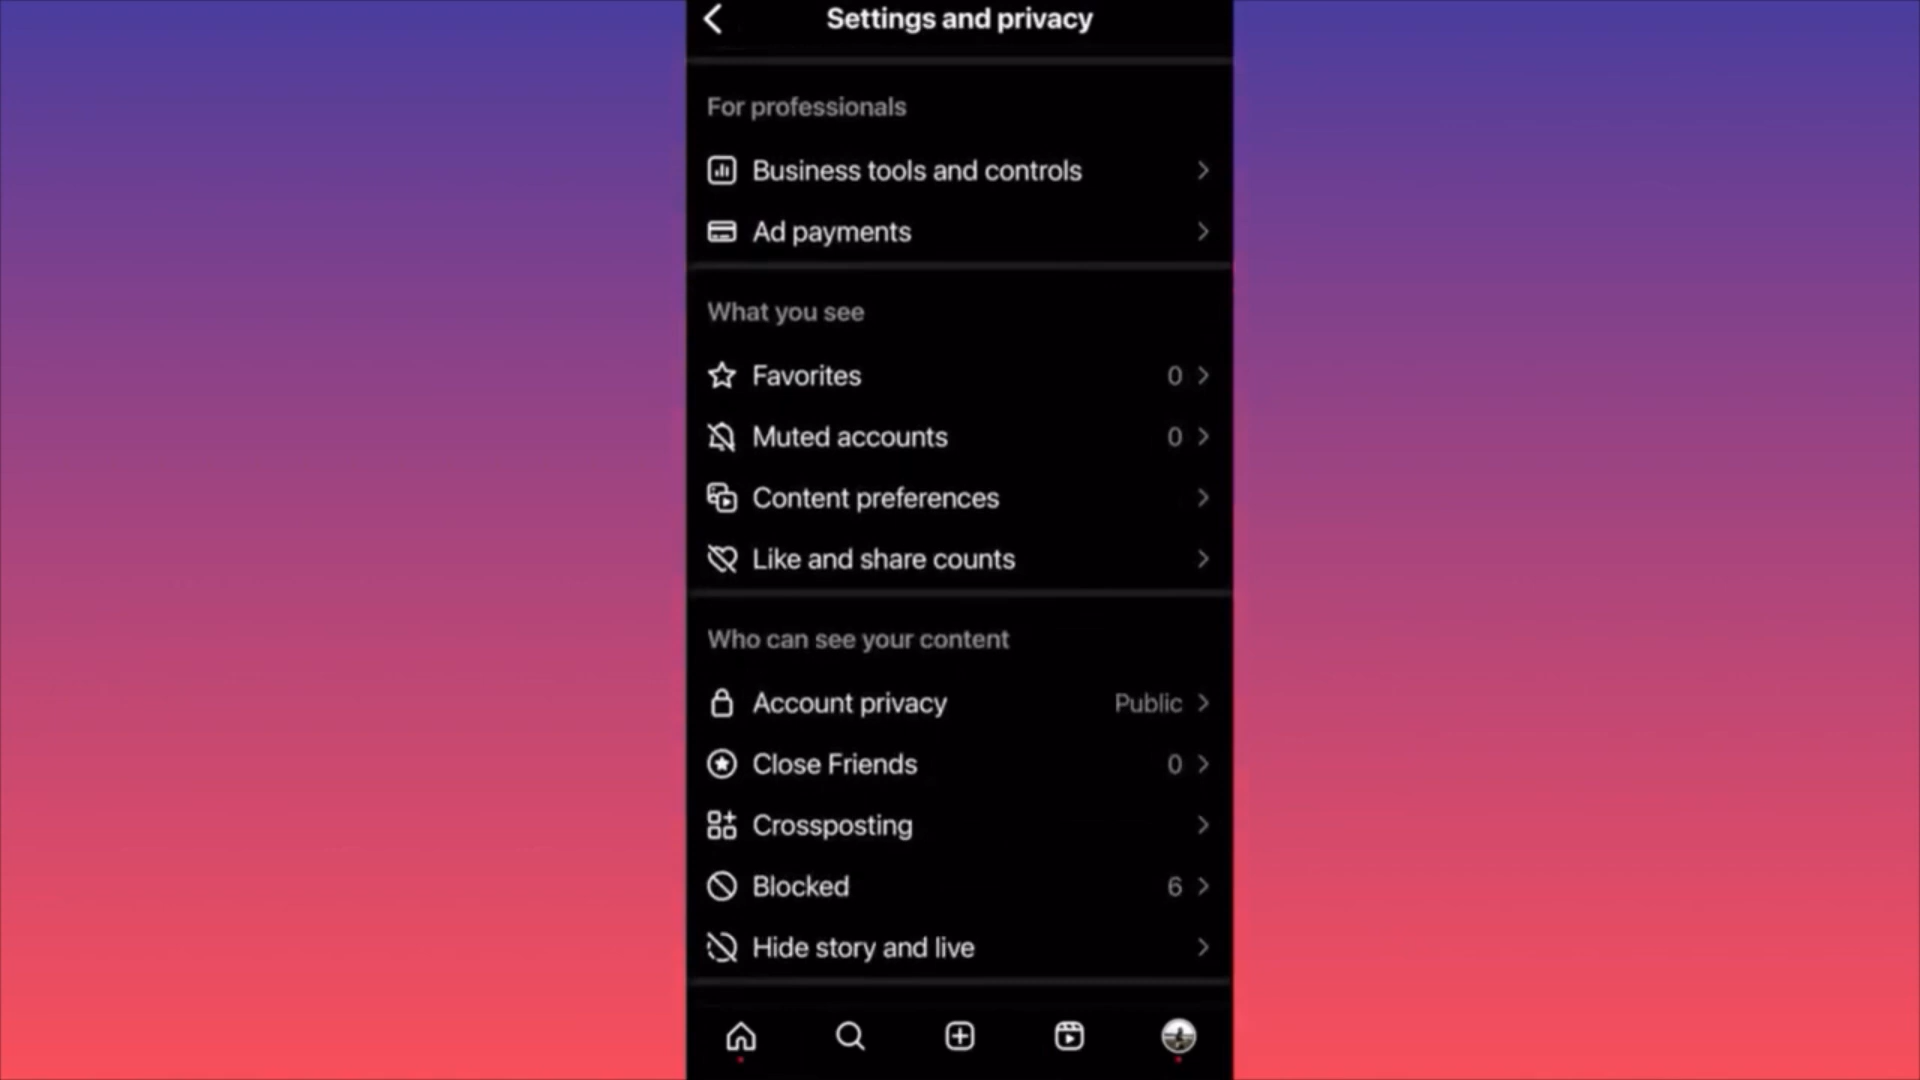 Settings and privacy
For professionals
Business tools and controls
Ad payments
What you see
Favorites 0
Muted accounts 0
Content preferences
Like and share counts
Who can see your content
Account privacy Public
Close Friends 0
Crossposting
Blocked 6
Hide story and live